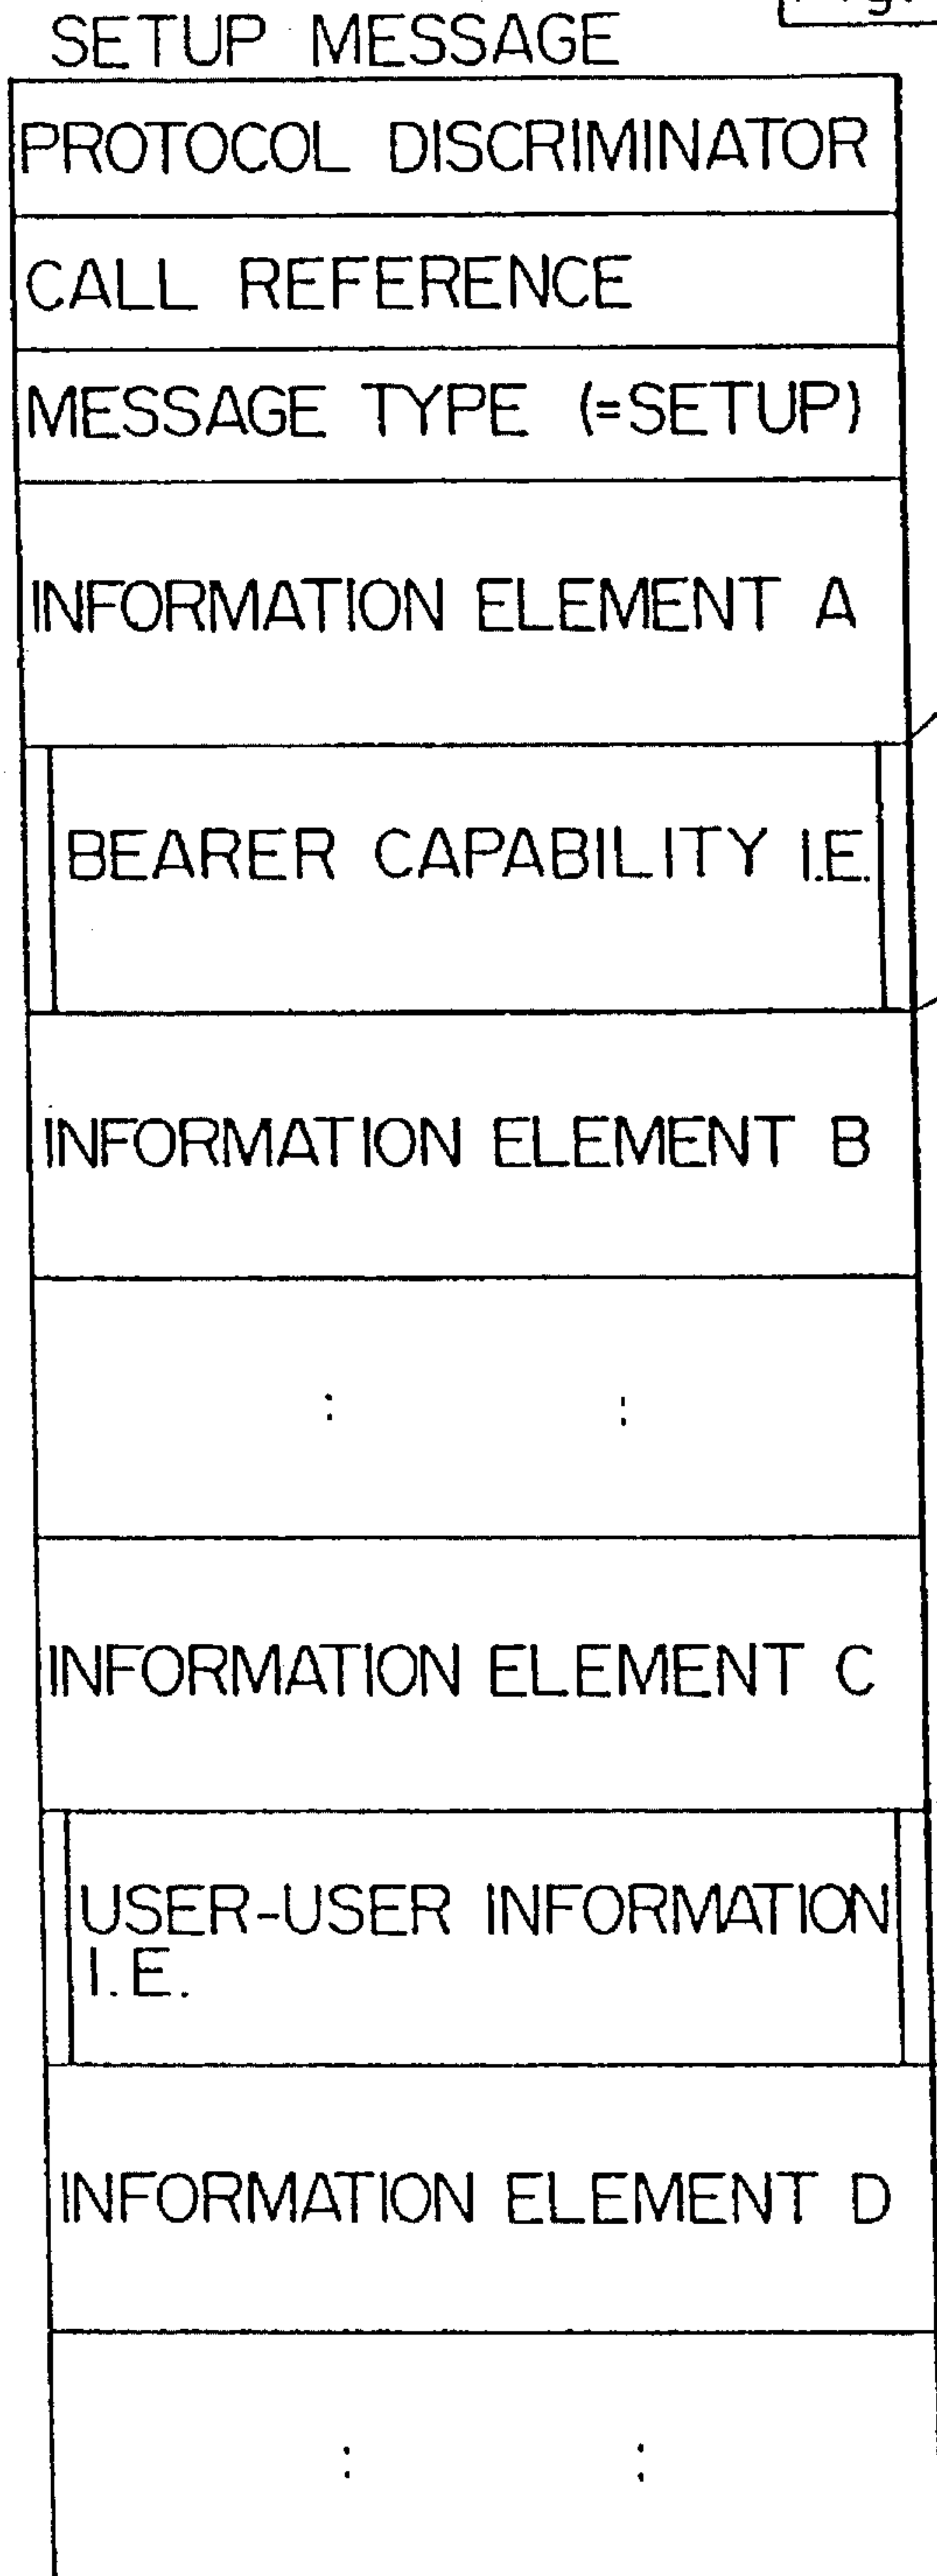 SETUP MESSAGE
PROTOCOL DISCRIMINATOR
CALL REFERENCE
MESSAGE TYPE (=SETUP)
INFORMATION ELEMENT A
BEARER CAPABILITY I.E.
INFORMATION ELEMENT B
: :
INFORMATION ELEMENT C
USER-USER INFORMATION
I.E.
INFORMATION ELEMENT D
: :